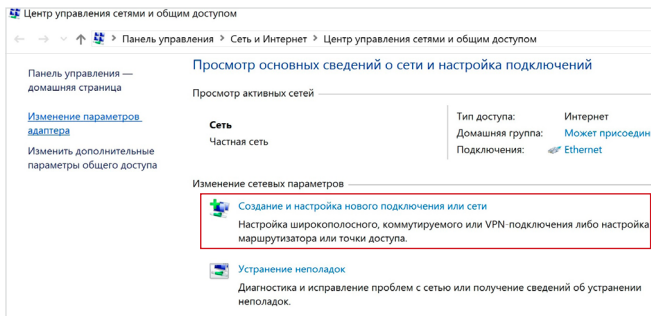 Центр управления сетями и общим доступом
Панель управления > Сеть и Интернет > Центр управления сетями и общим доступом
Панель управления —
домашняя страница
Изменение параметров
адаптера
Изменить дополнительные
параметры общего доступа
Просмотр основных сведений о сети и настройка подключений
Просмотр активных сетей
Сеть
Частная сеть
Тип доступа: Интернет
Домашняя группа: Может присоедин
Подключения: Ethernet
Изменение сетевых параметров
Создание и настройка нового подключения или сети
Настройка широкополосного, коммутируемого или VPN-подключения либо настройка
маршрутизатора или точки доступа.
Устранение неполадок
Диагностика и исправление проблем с сетью или получение сведений об устранении
неполадок.